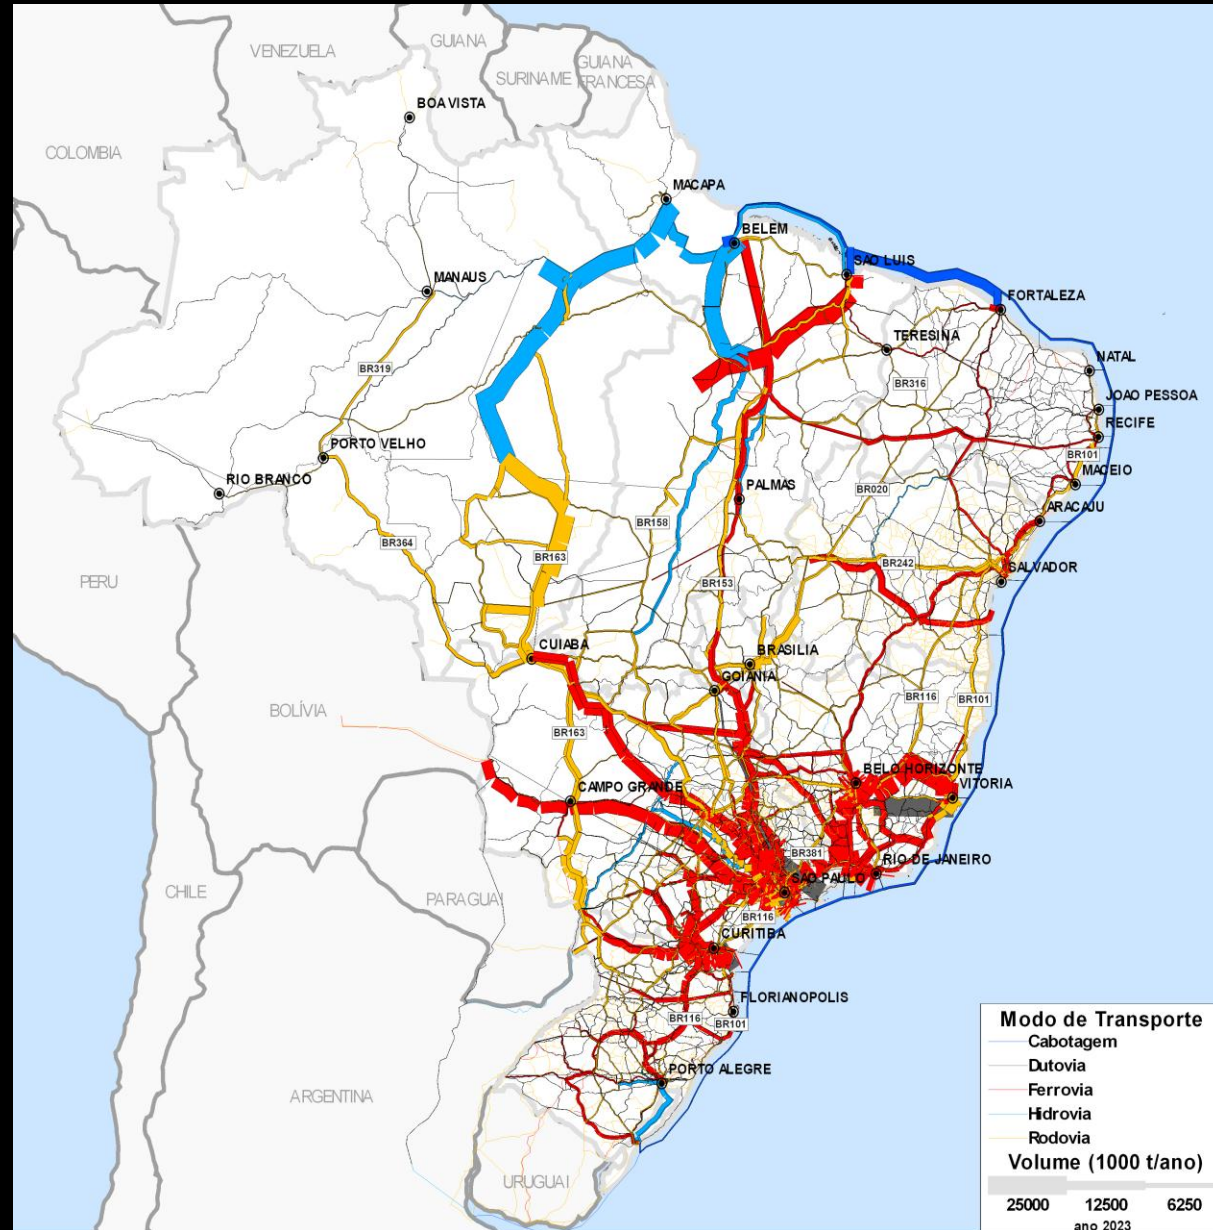 VENEZUELA
GUIANA
SURINAME
GUIANA
FRANCESA
BOA VISTA
COLOMBIA
MACAPA
BELEM
SAO LUIS
MANAUS
FORTALEZA
TERESINA
NATAL
BR319
BR316
JOAO PESSOA
RECIFE
PORTO VELHO
BR101
RIO BRANCO
PALMAS
MACEIO
BR020
ARACAJU
BR158
BR364
BR163
BR242
SALVADOR
PERU
BR153
CUIABA
BRASILIA
GOIANIA
BR116
BR101
BOLÍVIA
BR163
BELO HORIZONTE
CAMPO GRANDE
VITORIA
BR381
RIO DE JANEIRO
CHILE
PARAGUAI
SAO PAULO
BR116
CURITIBA
FLORIANOPOLIS
BR116
BR101
PORTO ALEGRE
ARGENTINA
URUGUAI
Modo de Transporte
Cabotagem
Dutovia
Ferrovia
Hidrovia
Rodovia
Volume (1000 t/ano)
25000 12500 6250
ano 2023